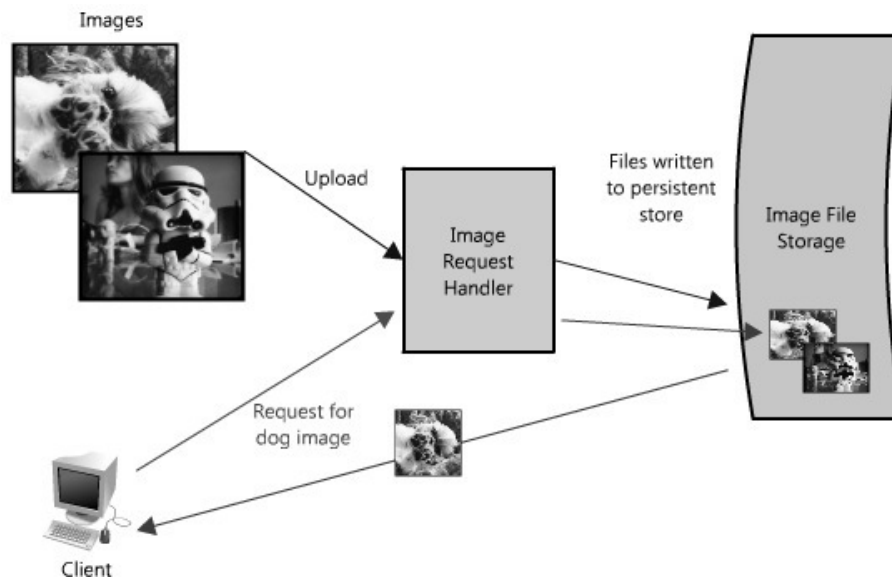 Images
Upload
Image
Request
Handler
Files written
to persistent
store
Image File
Storage
Request for
dog image
Client